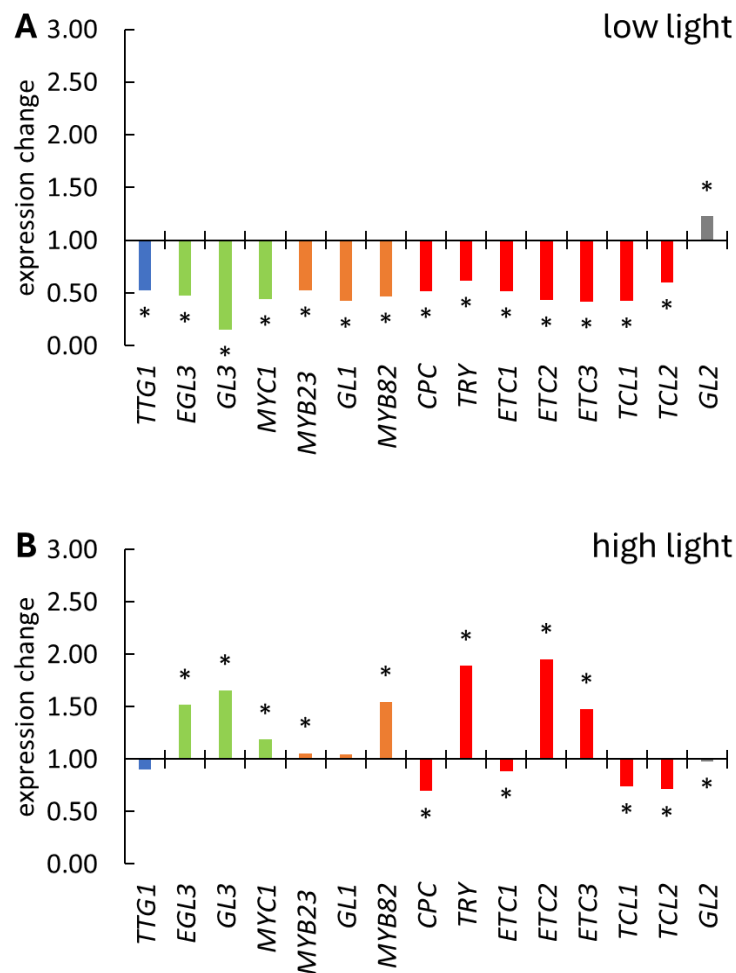 A 3.00 low light
2.50
2.00
1.50 *
1.00
0.50
* * * * * * * * * * * * * *
0.00
expression change
TTG1 EGL3 GL3 MYC1 MYB23 GL1 MYB82 CPC TRY ETC1 ETC2 ETC3 TCL1 TCL2 GL2
B 3.00 high light
2.50
* *
2.00
* * * * * *
1.50
1.00
* * * * *
0.50
0.00
expression change
TTG1 EGL3 GL3 MYC1 MYB23 GL1 MYB82 CPC TRY ETC1 ETC2 ETC3 TCL1 TCL2 GL2